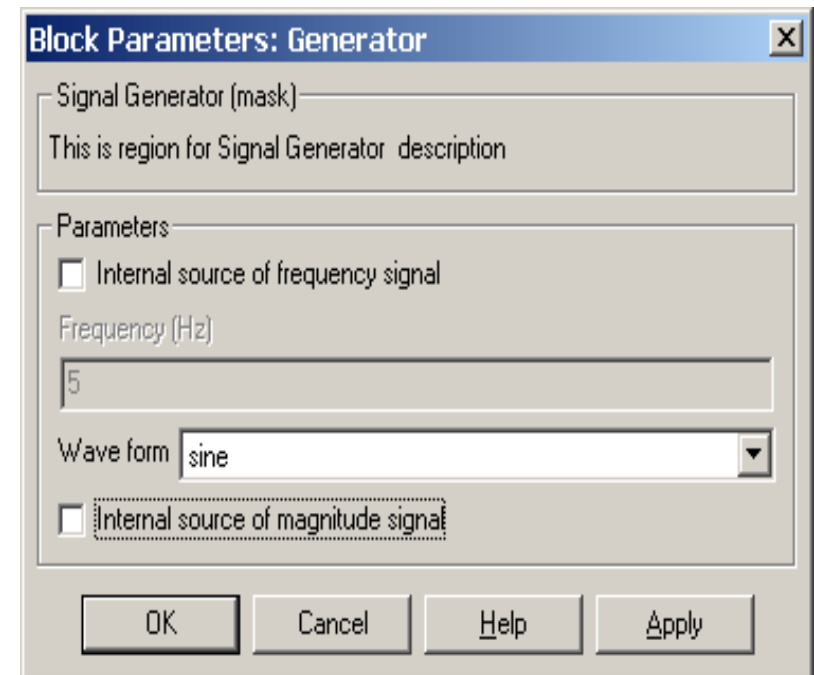 Block Parameters: Generator
Signal Generator (mask)
This is region for Signal Generator description
Parameters
Internal source of frequency signal
Frequency (Hz)
5
Wave form sine
Internal source of magnitude signal
OK Cancel Help Apply